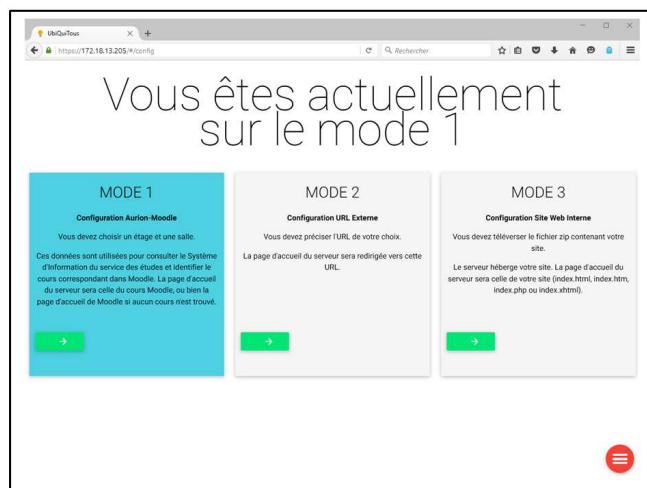 UbiQuiTous
https://172.18.13.205/#/config
Rechercher
Vous êtes actuellement
sur le mode 1
MODE 1
Configuration Aurion-Moodle
Vous devez choisir un étage et une salle.
Ces données sont utilisées pour consulter le Système
d'Information du service des études et identifier le
cours correspondant dans Moodle. La page d'accueil
du serveur sera celle du cours Moodle, ou bien la
page d'accueil de Moodle si aucun cours n'est trouvé.
MODE 2
Configuration URL Externe
Vous devez préciser l'URL de votre choix.
La page d'accueil du serveur sera redirigée vers cette
URL.
MODE 3
Configuration Site Web Interne
Vous devez téléverser le fichier zip contenant votre
site.
Le serveur héberge votre site. La page d'accueil du
serveur sera celle de votre site (index.html, index.htm,
index.php ou index.xhtml).